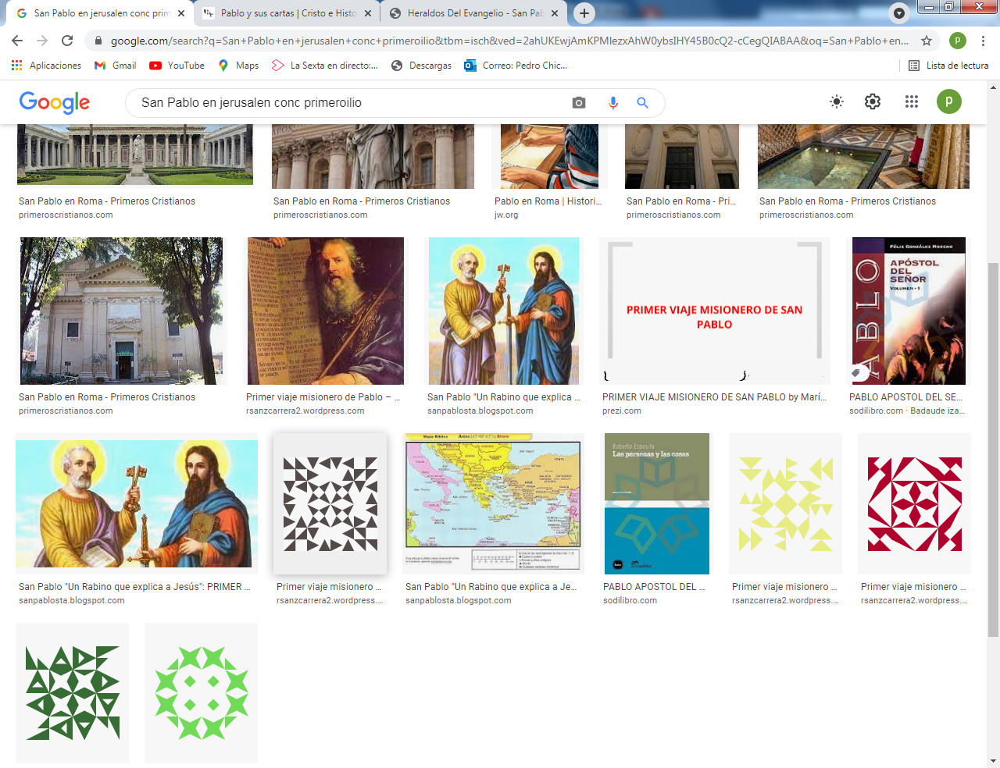 San Pablo en jerusalen conc prim
Pablo y sus cartas | Cristo e Histo
Heraldos Del Evangelio - San Pab
google.com/search?q=San+Pablo+en+jerusalen+conc+primeroilio&tbm=isch&ved=2ahUKEwjAmKPMlezxAhW0ybsIHY45B0cQ2-cCegQIABAA&oq=San+Pablo+en...
p
Aplicaciones
Gmail
YouTube
Maps
La Sexta en directo:...
Descargas
Correo: Pedro Chic...
Lista de lectura
Google
San Pablo en jerusalen conc primeroilio
p
San Pablo en Roma - Primeros Cristianos
primeroscristianos.com
San Pablo en Roma - Primeros Cristianos
primeroscristianos.com
Pablo en Roma | Histori...
jw.org
San Pablo en Roma - Pri...
primeroscristianos.com
San Pablo en Roma - Primeros Cristianos
primeroscristianos.com
PRIMER VIAJE MISIONERO DE SAN
PABLO
FÉLIX GONZÁLEZ MORENO
PABLO
APÓSTOL
DEL
SEÑOR
VOLUMEN - I
San Pablo en Roma - Primeros Cristianos
primeroscristianos.com
Primer viaje misionero de Pablo – ...
rsanzcarrera2.wordpress.com
San Pablo "Un Rabino que explica ...
sanpablosta.blogspot.com
PRIMER VIAJE MISIONERO DE SAN PABLO by Marí...
prezi.com
PABLO APOSTOL DEL SE...
sodilibro.com · Badaude iza...
Roberto Esposito
Las personas y las cosas
San Pablo "Un Rabino que explica a Jesús": PRIMER ...
sanpablosta.blogspot.com
Primer viaje misionero ...
rsanzcarrera2.wordpress....
San Pablo "Un Rabino que explica a Je...
sanpablosta.blogspot.com
PABLO APOSTOL DEL ...
sodilibro.com
Primer viaje misionero ...
rsanzcarrera2.wordpress....
Primer viaje misionero ...
rsanzcarrera2.wordpress....